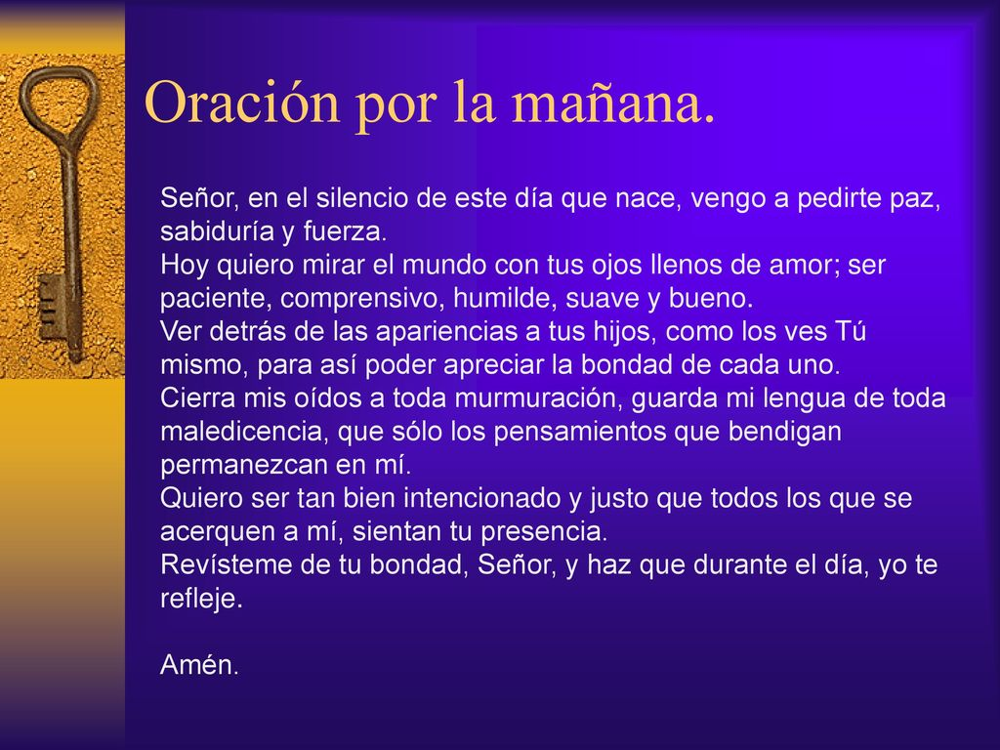 Oración por la mañana.
Señor, en el silencio de este día que nace, vengo a pedirte paz,
sabiduría y fuerza.
Hoy quiero mirar el mundo con tus ojos llenos de amor; ser
paciente, comprensivo, humilde, suave y bueno.
Ver detrás de las apariencias a tus hijos, como los ves Tú
mismo, para así poder apreciar la bondad de cada uno.
Cierra mis oídos a toda murmuración, guarda mi lengua de toda
maledicencia, que sólo los pensamientos que bendigan
permanezcan en mí.
Quiero ser tan bien intencionado y justo que todos los que se
acerquen a mí, sientan tu presencia.
Revísteme de tu bondad, Señor, y haz que durante el día, yo te
refleje.
Amén.